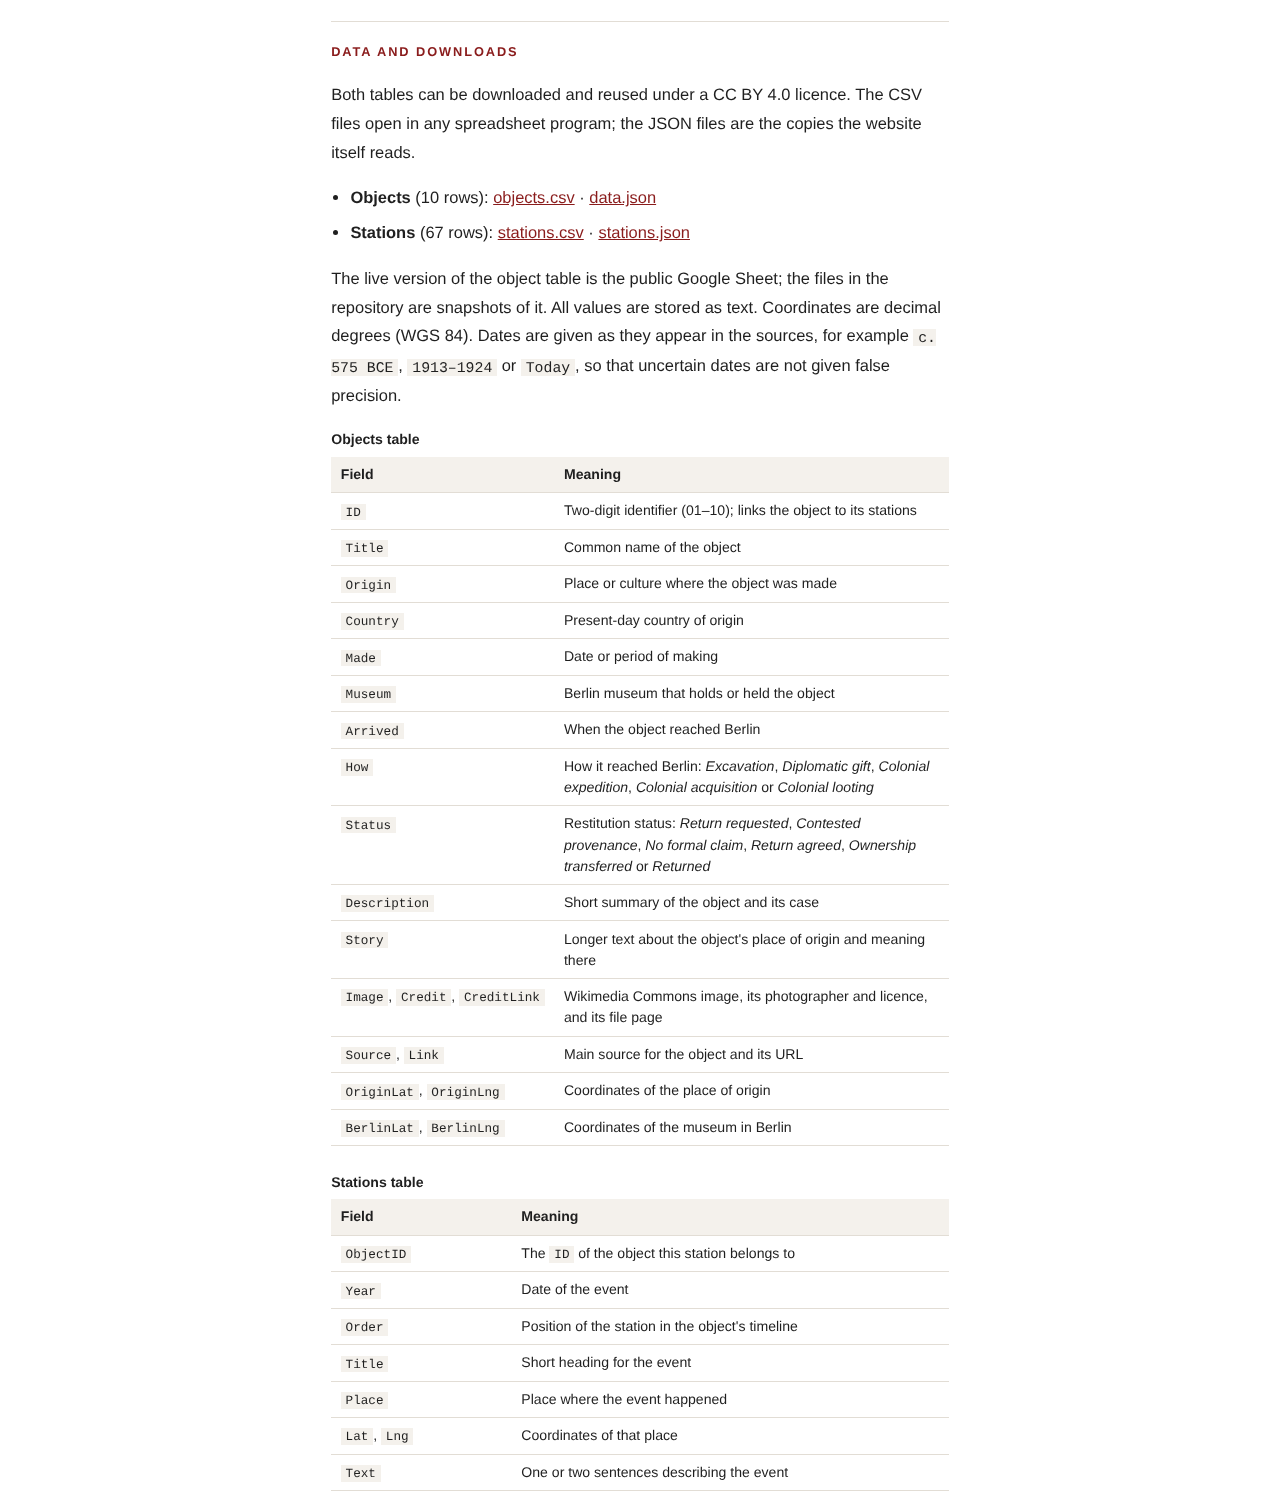 DATA AND DOWNLOADS
Both tables can be downloaded and reused under a CC BY 4.0 licence. The CSV
files open in any spreadsheet program; the JSON files are the copies the website
itself reads.
• Objects (10 rows): objects.csv · data.json
• Stations (67 rows): stations.csv · stations.json
The live version of the object table is the public Google Sheet; the files in the
repository are snapshots of it. All values are stored as text. Coordinates are decimal
degrees (WGS 84). Dates are given as they appear in the sources, for example c.
575 BCE, 1913–1924 or Today, so that uncertain dates are not given false
precision.
Objects table
Field Meaning
ID Two-digit identifier (01–10); links the object to its stations
Title Common name of the object
Origin Place or culture where the object was made
Country Present-day country of origin
Made Date or period of making
Museum Berlin museum that holds or held the object
Arrived When the object reached Berlin
How How it reached Berlin: Excavation, Diplomatic gift, Colonial
expedition, Colonial acquisition or Colonial looting
Status Restitution status: Return requested, Contested
provenance, No formal claim, Return agreed, Ownership
transferred or Returned
Description Short summary of the object and its case
Story Longer text about the object's place of origin and meaning
there
Image, Credit, CreditLink Wikimedia Commons image, its photographer and licence,
and its file page
Source, Link Main source for the object and its URL
OriginLat, OriginLng Coordinates of the place of origin
BerlinLat, BerlinLng Coordinates of the museum in Berlin
Stations table
Field Meaning
ObjectID The ID of the object this station belongs to
Year Date of the event
Order Position of the station in the object's timeline
Title Short heading for the event
Place Place where the event happened
Lat, Lng Coordinates of that place
Text One or two sentences describing the event